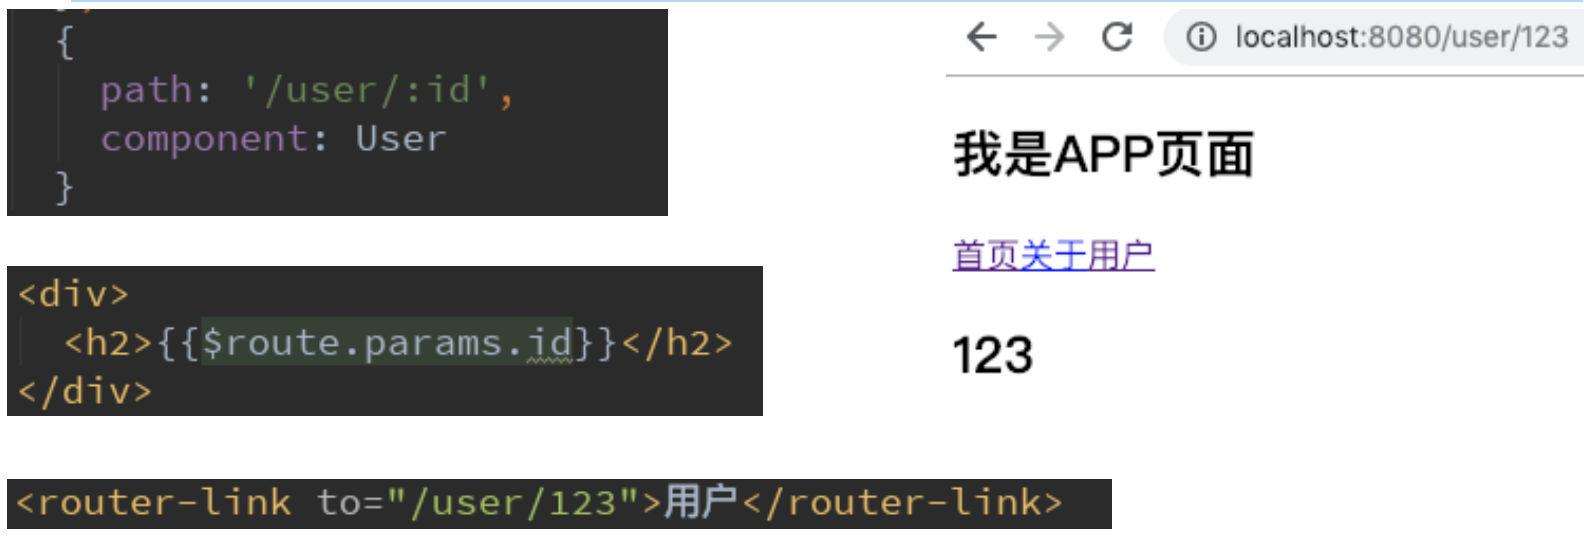 {
path: '/user/:id',
component: User
}
<div>
<h2>{{$route.params.id}}</h2>
</div>
<router-link to="/user/123">用户</router-link>
localhost:8080/user/123
我是APP页面
首页关于用户
123